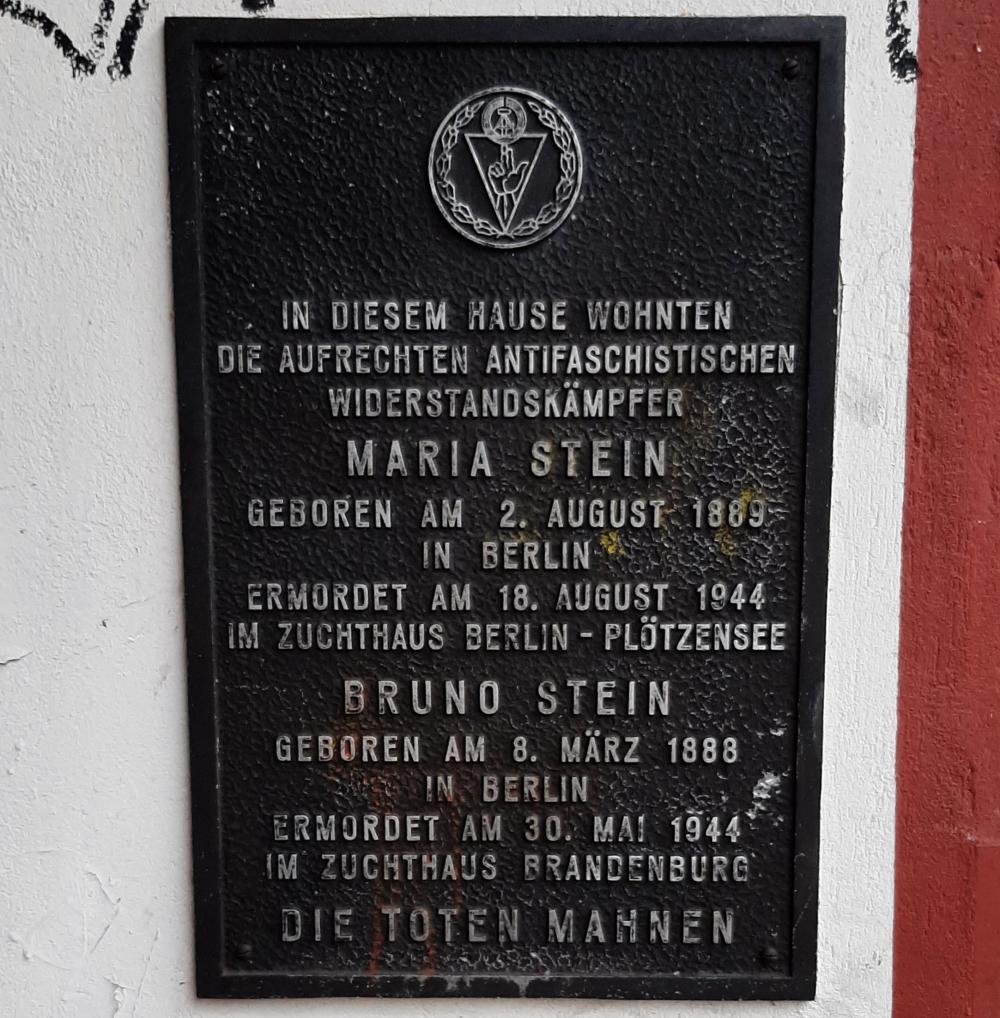 IN DIESEM HAUSE WOHNTEN
DIE AUFRECHTEN ANTIFASCHISTISCHEN
WIDERSTANDSKÄMPFER
MARIA STEIN
GEBOREN AM 2. AUGUST 1889
IN BERLIN
ERMORDET AM 18. AUGUST 1944
IM ZUCHTHAUS BERLIN - PLÖTZENSEE
BRUNO STEIN
GEBOREN AM 8. MÄRZ 1888
IN BERLIN
ERMORDET AM 30. MAI 1944
IM ZUCHTHAUS BRANDENBURG
DIE TOTEN MAHNEN